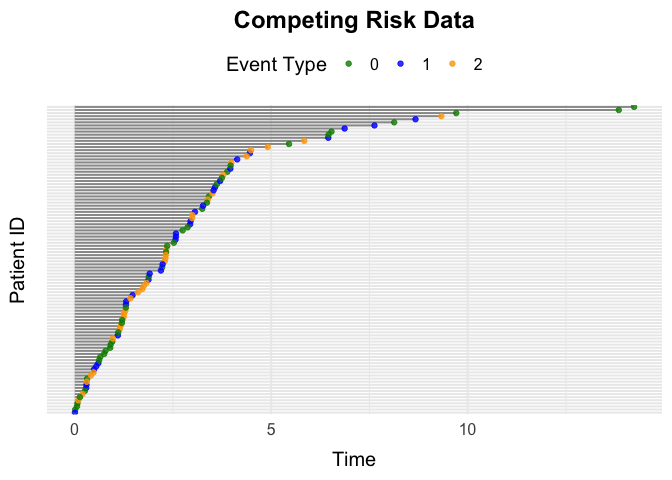 Competing Risk Data
Event Type 0 1 2
Patient ID
0 5 10
Time